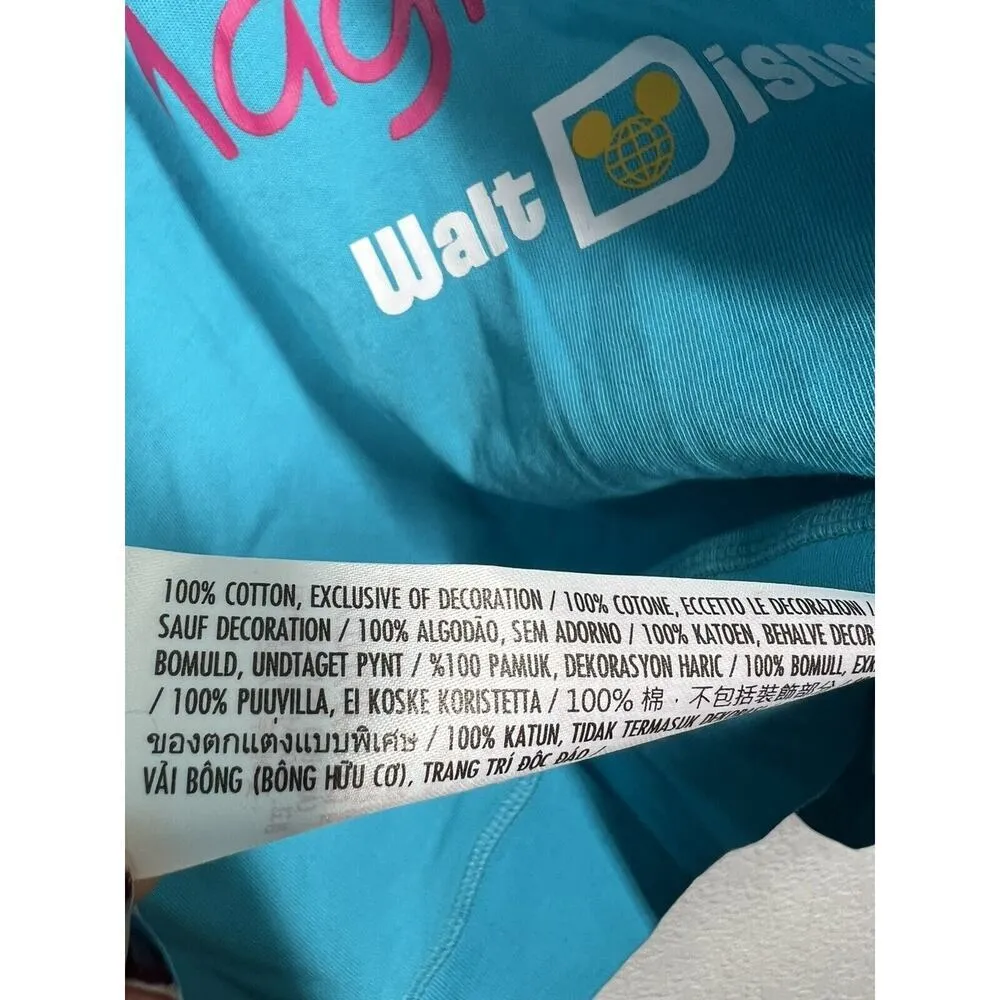 Walt Disne
100% COTTON, EXCLUSIVE OF DECORATION / 100% COTONE, ECCETTO LE DECORAZIONI
SAUF DECORATION / 100% ALGODÃO, SEM ADORNO / 100% KATOEN, BEHALVE DECOR
BOMULD, UNDTAGET PYNT / %100 PAMUK, DEKORASYON HARIC / 100% BOMULL,
/ 100% PUUVILLA, EI KOSKE KORISTETTA / 100% 棉，不包括裝飾部分
ของตกแต่งแบบพิเศษ / 100% KATUN, TIDAK TERMASUK
VẢI BÔNG (BÔNG HỮU CƠ), TRANG TRÍ ĐỘC ĐÁO /